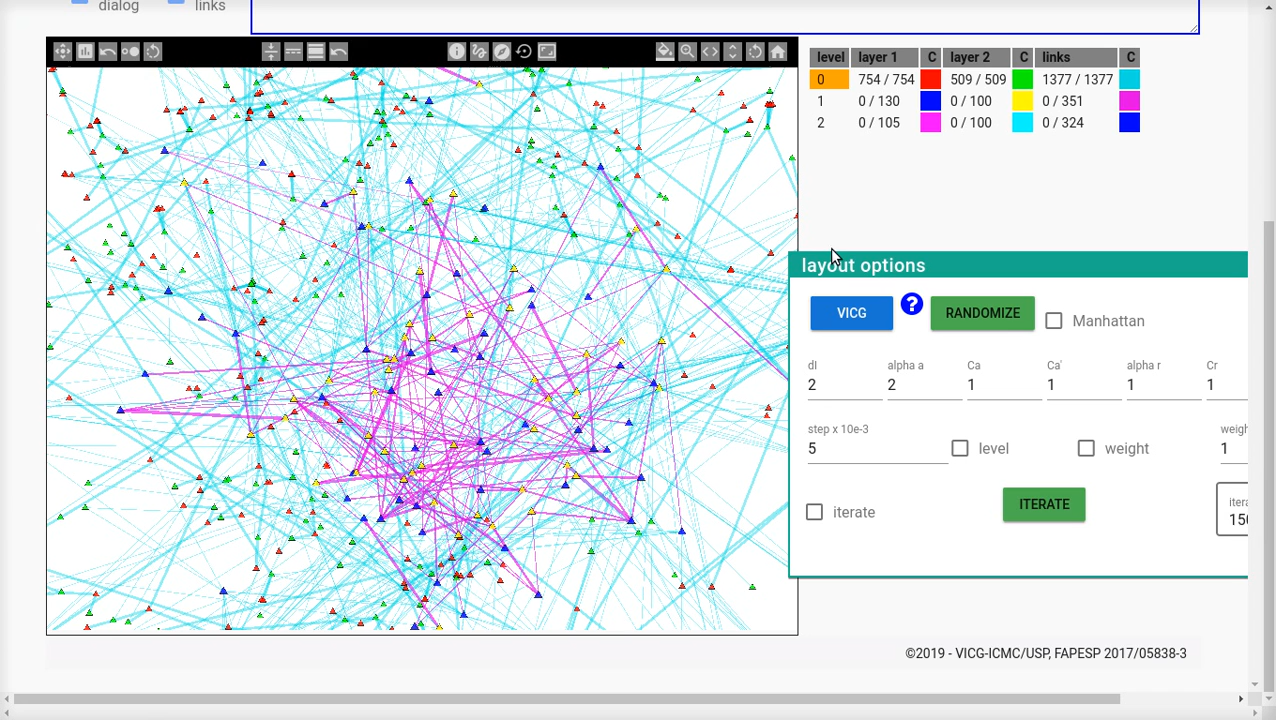 dialog links
level layer 1 C layer 2 C links C
0 754 / 754 509 / 509 1377 / 1377
1 0 / 130 0 / 100 0 / 351
2 0 / 105 0 / 100 0 / 324
layout options
VICG ? RANDOMIZE Manhattan
dl alpha a Ca Ca' alpha r Cr
2 2 1 1 1 1
step x 10e-3
5 level weight 1
iterate ITERATE
©2019 - VICG-ICMC/USP, FAPESP 2017/05838-3